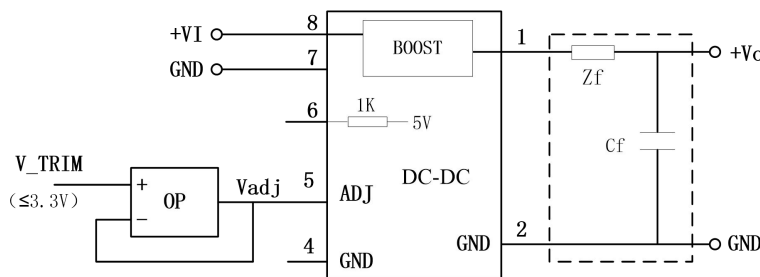 +VI
8
BOOST
1
+Vo
GND
7
Zf
6
1K
5V
Cf
V_TRIM
(≤3.3V)
+
−
OP
Vadj
5
ADJ
DC-DC
2
GND
GND
4
GND